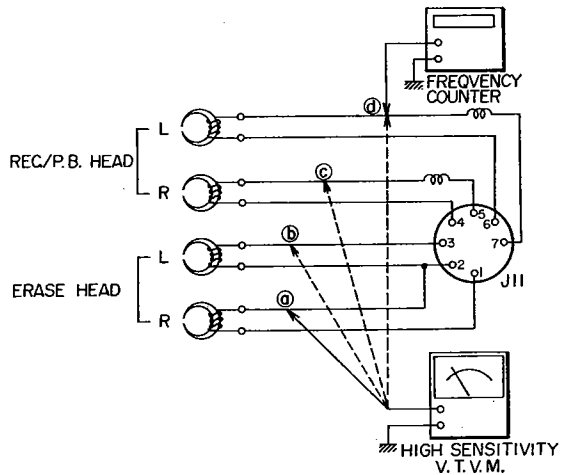 FREQVENCY
COUNTER
d
L
REC/P.B. HEAD
R
c
5
4
6
L
b
3
7
2
1
J11
ERASE HEAD
a
R
HIGH SENSITIVITY
V.T.V.M.